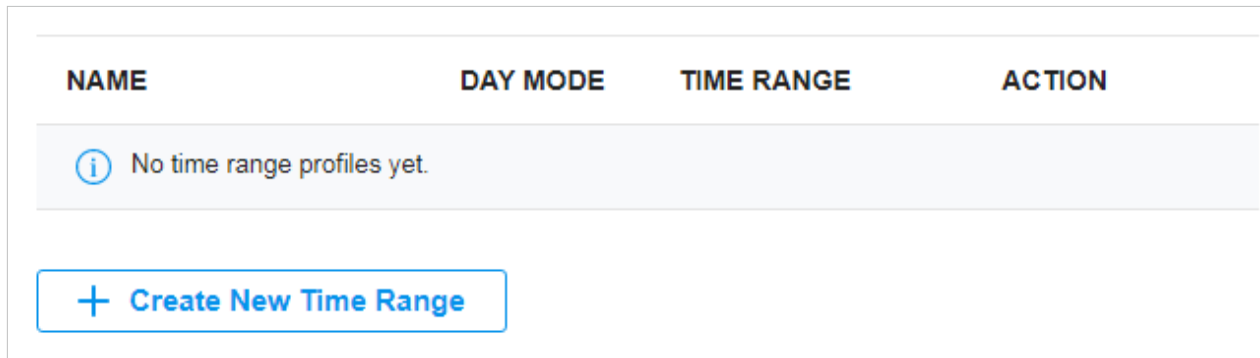 NAME DAY MODE TIME RANGE ACTION
No time range profiles yet.
Create New Time Range